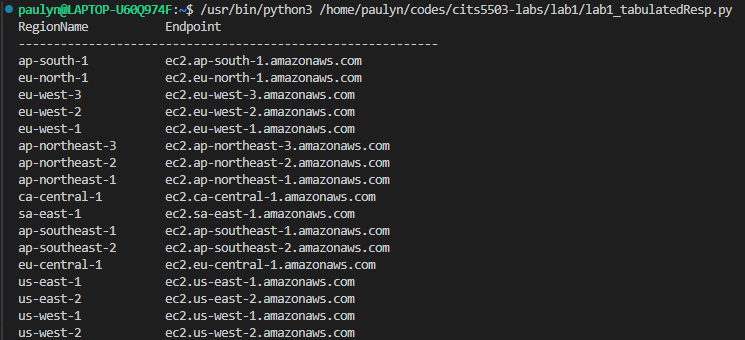 paulyn@LAPTOP-U60Q974F:~$ /usr/bin/python3 /home/paulyn/codes/cits5503-labs/lab1/lab1_tabulatedResp.py
RegionName Endpoint
------------------------------------------------------------
ap-south-1 ec2.ap-south-1.amazonaws.com
eu-north-1 ec2.eu-north-1.amazonaws.com
eu-west-3 ec2.eu-west-3.amazonaws.com
eu-west-2 ec2.eu-west-2.amazonaws.com
eu-west-1 ec2.eu-west-1.amazonaws.com
ap-northeast-3 ec2.ap-northeast-3.amazonaws.com
ap-northeast-2 ec2.ap-northeast-2.amazonaws.com
ap-northeast-1 ec2.ap-northeast-1.amazonaws.com
ca-central-1 ec2.ca-central-1.amazonaws.com
sa-east-1 ec2.sa-east-1.amazonaws.com
ap-southeast-1 ec2.ap-southeast-1.amazonaws.com
ap-southeast-2 ec2.ap-southeast-2.amazonaws.com
eu-central-1 ec2.eu-central-1.amazonaws.com
us-east-1 ec2.us-east-1.amazonaws.com
us-east-2 ec2.us-east-2.amazonaws.com
us-west-1 ec2.us-west-1.amazonaws.com
us-west-2 ec2.us-west-2.amazonaws.com